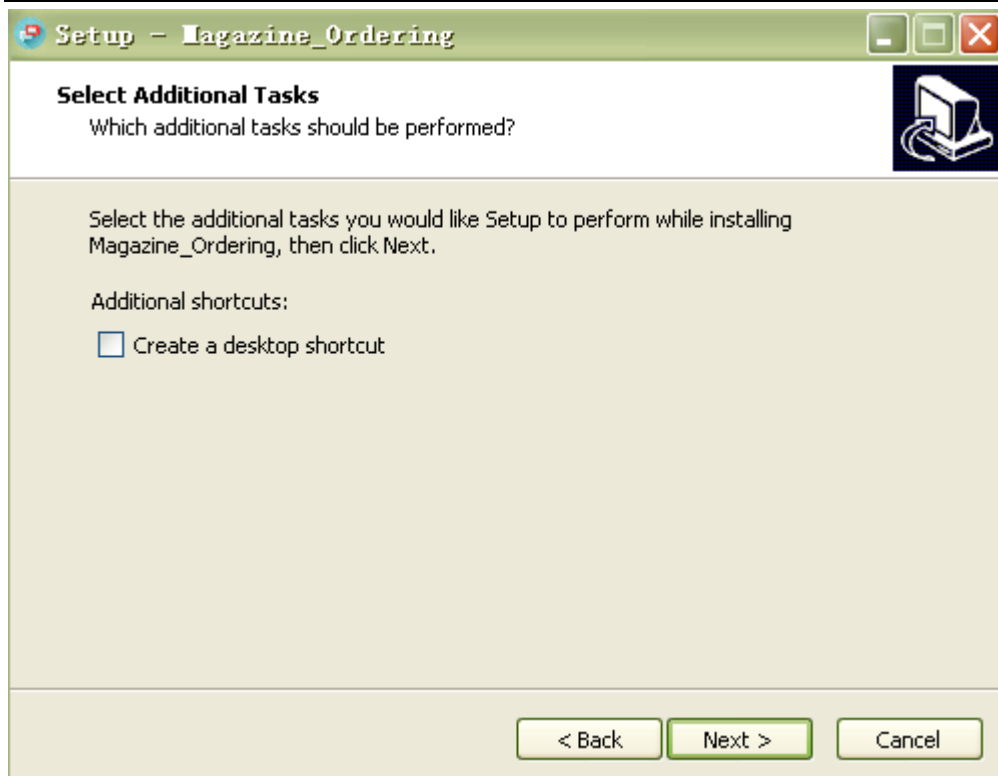 Setup - Magazine_Ordering
Select Additional Tasks
Which additional tasks should be performed?
Select the additional tasks you would like Setup to perform while installing
Magazine_Ordering, then click Next.
Additional shortcuts:
Create a desktop shortcut
< Back Next > Cancel